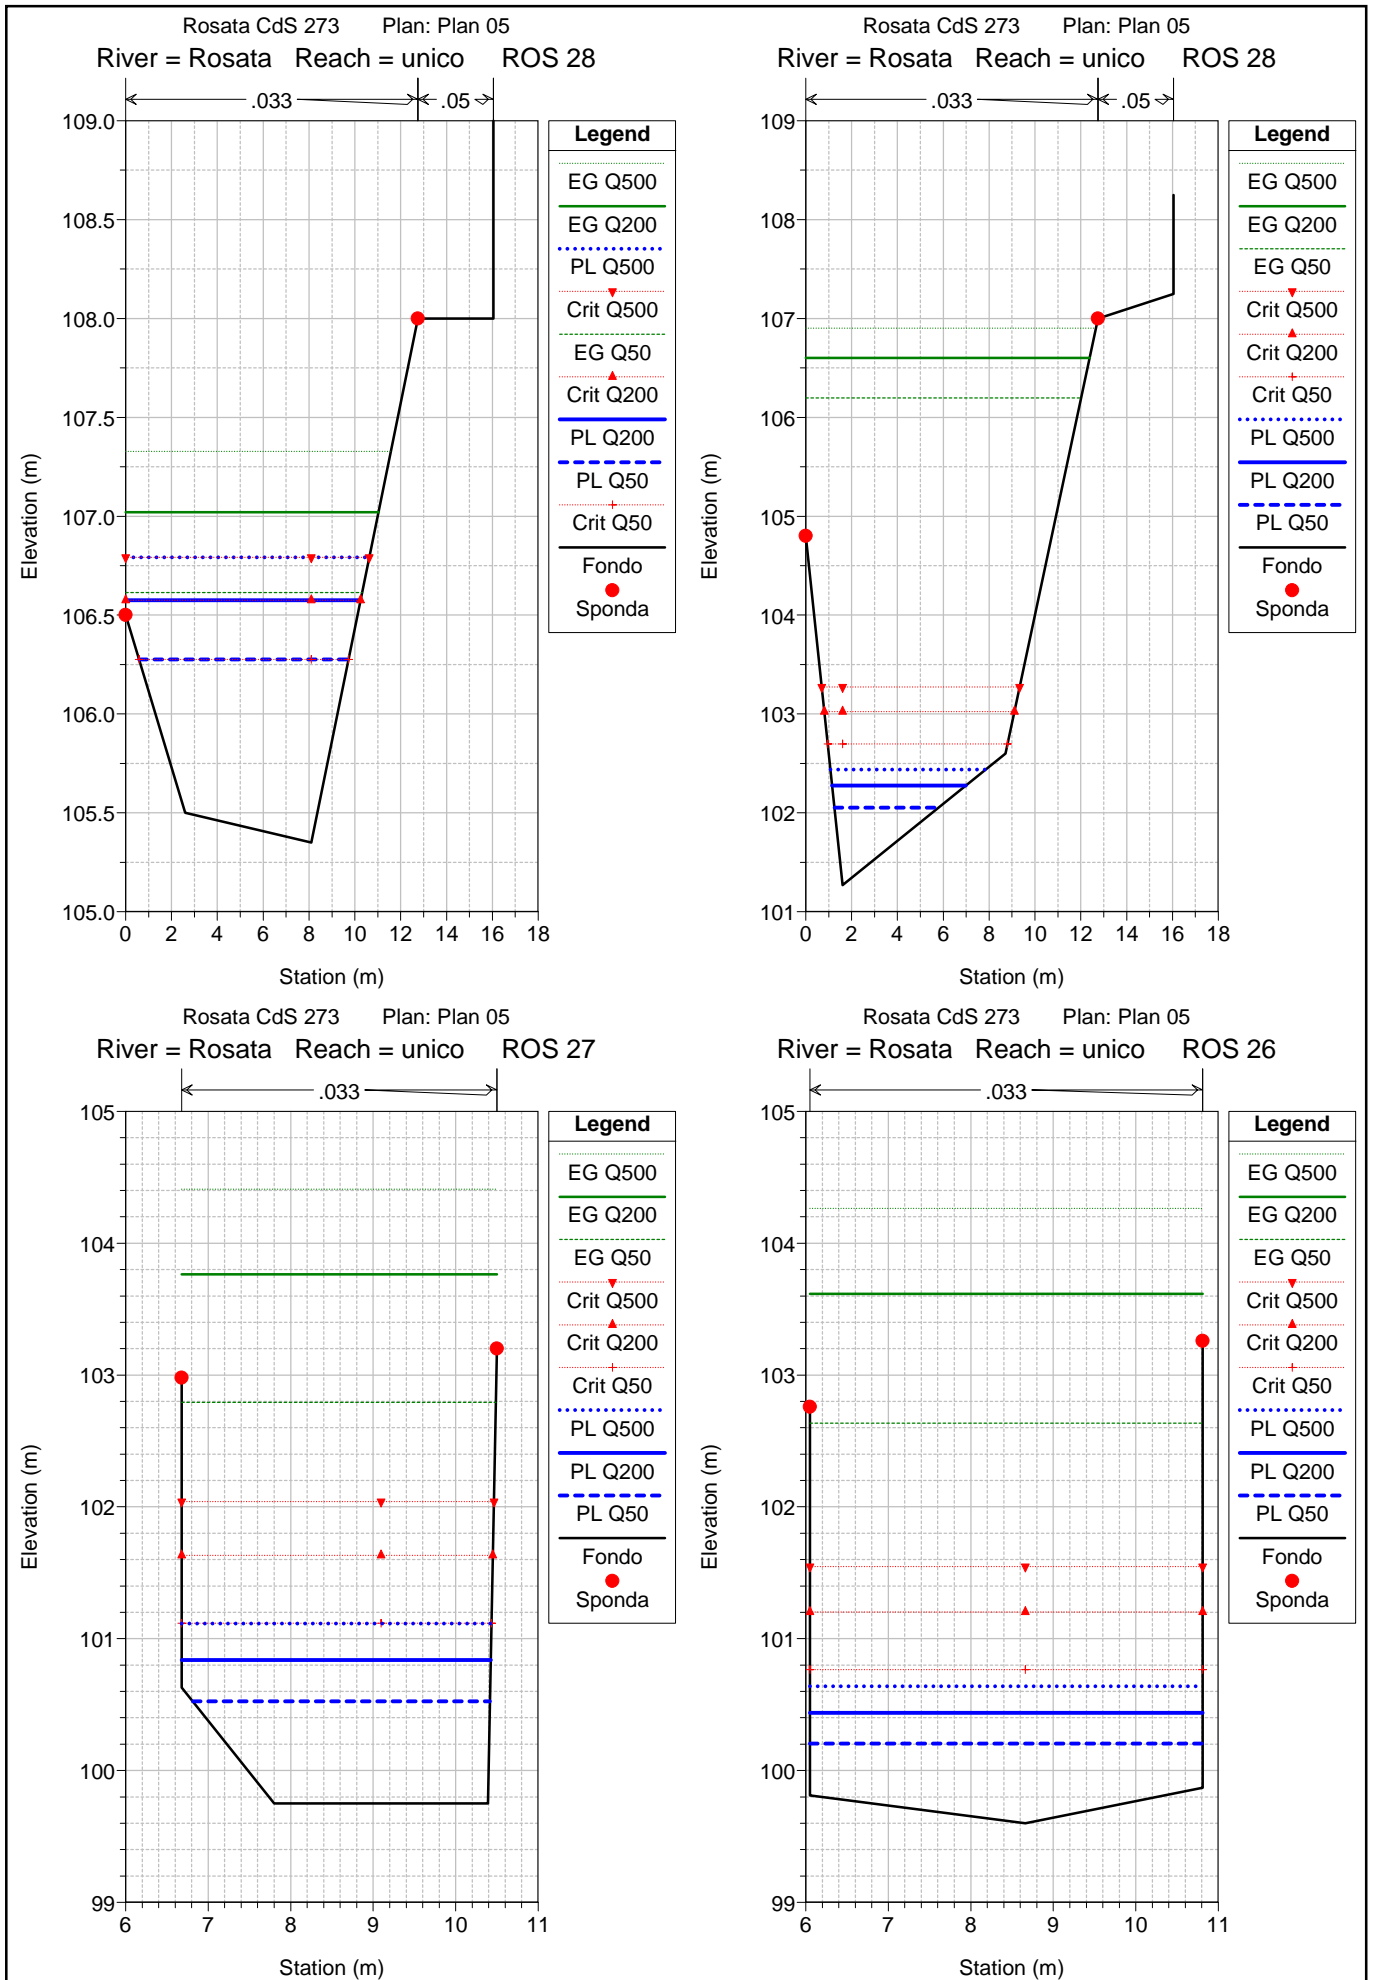 Rosata CdS 273 Plan: Plan 05
River = Rosata Reach = unico ROS 28
.033 .05
109.0
108.5
108.0
107.5
107.0
106.5
106.0
105.5
105.0
Elevation (m)
0 2 4 6 8 10 12 14 16 18
Station (m)
Legend
EG Q500
EG Q200
PL Q500
Crit Q500
EG Q50
Crit Q200
PL Q200
PL Q50
Crit Q50
Fondo
Sponda
Rosata CdS 273 Plan: Plan 05
River = Rosata Reach = unico ROS 28
.033 .05
109
108
107
106
105
104
103
102
101
Elevation (m)
0 2 4 6 8 10 12 14 16 18
Station (m)
Legend
EG Q500
EG Q200
EG Q50
Crit Q500
Crit Q200
Crit Q50
PL Q500
PL Q200
PL Q50
Fondo
Sponda
Rosata CdS 273 Plan: Plan 05
River = Rosata Reach = unico ROS 27
.033
105
104
103
102
101
100
99
Elevation (m)
6 7 8 9 10 11
Station (m)
Legend
EG Q500
EG Q200
EG Q50
Crit Q500
Crit Q200
Crit Q50
PL Q500
PL Q200
PL Q50
Fondo
Sponda
Rosata CdS 273 Plan: Plan 05
River = Rosata Reach = unico ROS 26
.033
105
104
103
102
101
100
99
Elevation (m)
6 7 8 9 10 11
Station (m)
Legend
EG Q500
EG Q200
EG Q50
Crit Q500
Crit Q200
Crit Q50
PL Q500
PL Q200
PL Q50
Fondo
Sponda